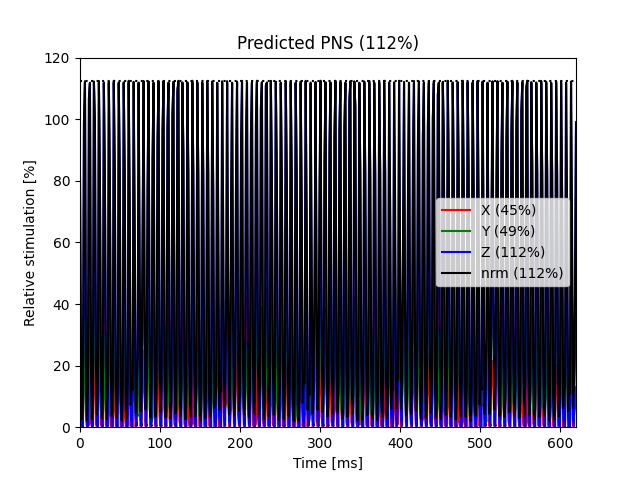 Predicted PNS (112%)
120
100
80
60
40
20
0
Relative stimulation [%]
X (45%)
Y (49%)
Z (112%)
nrm (112%)
0 100 200 300 400 500 600
Time [ms]